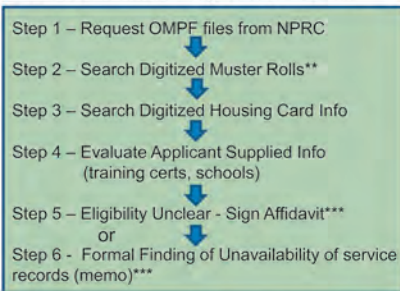 Step 1 – Request OMPF files from NPRC
Step 2 – Search Digitized Muster Rolls**
Step 3 – Search Digitized Housing Card Info
Step 4 – Evaluate Applicant Supplied Info
(training certs, schools)
Step 5 – Eligibility Unclear - Sign Affidavit***
or
Step 6 - Formal Finding of Unavailability of service
records (memo)***